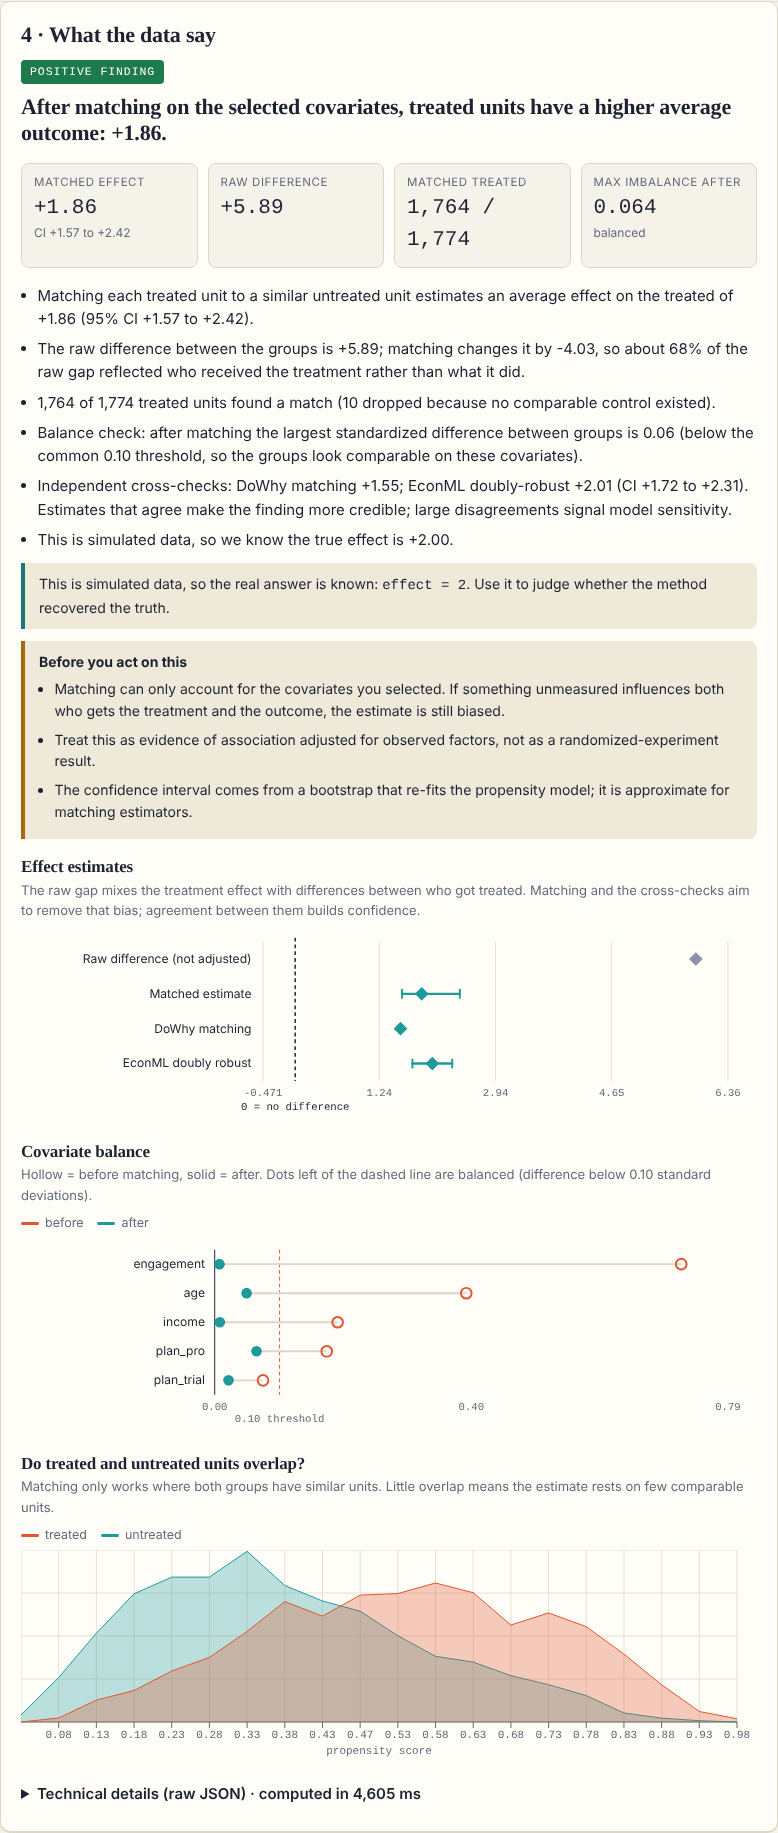 4 · What the data say
POSITIVE FINDING
After matching on the selected covariates, treated units have a higher average
outcome: +1.86.
MATCHED EFFECT
+1.86
CI +1.57 to +2.42
RAW DIFFERENCE
+5.89
MATCHED TREATED
1,764 /
1,774
MAX IMBALANCE AFTER
0.064
balanced
• Matching each treated unit to a similar untreated unit estimates an average effect on the treated of
+1.86 (95% CI +1.57 to +2.42).
• The raw difference between the groups is +5.89; matching changes it by -4.03, so about 68% of the
raw gap reflected who received the treatment rather than what it did.
• 1,764 of 1,774 treated units found a match (10 dropped because no comparable control existed).
• Balance check: after matching the largest standardized difference between groups is 0.06 (below the
common 0.10 threshold, so the groups look comparable on these covariates).
• Independent cross-checks: DoWhy matching +1.55; EconML doubly-robust +2.01 (CI +1.72 to +2.31).
Estimates that agree make the finding more credible; large disagreements signal model sensitivity.
• This is simulated data, so we know the true effect is +2.00.
This is simulated data, so the real answer is known: effect = 2. Use it to judge whether the method
recovered the truth.
Before you act on this
• Matching can only account for the covariates you selected. If something unmeasured influences both
who gets the treatment and the outcome, the estimate is still biased.
• Treat this as evidence of association adjusted for observed factors, not as a randomized-experiment
result.
• The confidence interval comes from a bootstrap that re-fits the propensity model; it is approximate for
matching estimators.
Effect estimates
The raw gap mixes the treatment effect with differences between who got treated. Matching and the cross-checks aim
to remove that bias; agreement between them builds confidence.
Raw difference (not adjusted)
Matched estimate
DoWhy matching
EconML doubly robust
-0.471 1.24 2.94 4.65 6.36
0 = no difference
Covariate balance
Hollow = before matching, solid = after. Dots left of the dashed line are balanced (difference below 0.10 standard
deviations).
before after
engagement
age
income
plan_pro
plan_trial
0.00 0.40 0.79
0.10 threshold
Do treated and untreated units overlap?
Matching only works where both groups have similar units. Little overlap means the estimate rests on few comparable
units.
treated untreated
0.08 0.13 0.18 0.23 0.28 0.33 0.38 0.43 0.47 0.53 0.58 0.63 0.68 0.73 0.78 0.83 0.88 0.93 0.98
propensity score
▶ Technical details (raw JSON) · computed in 4,605 ms